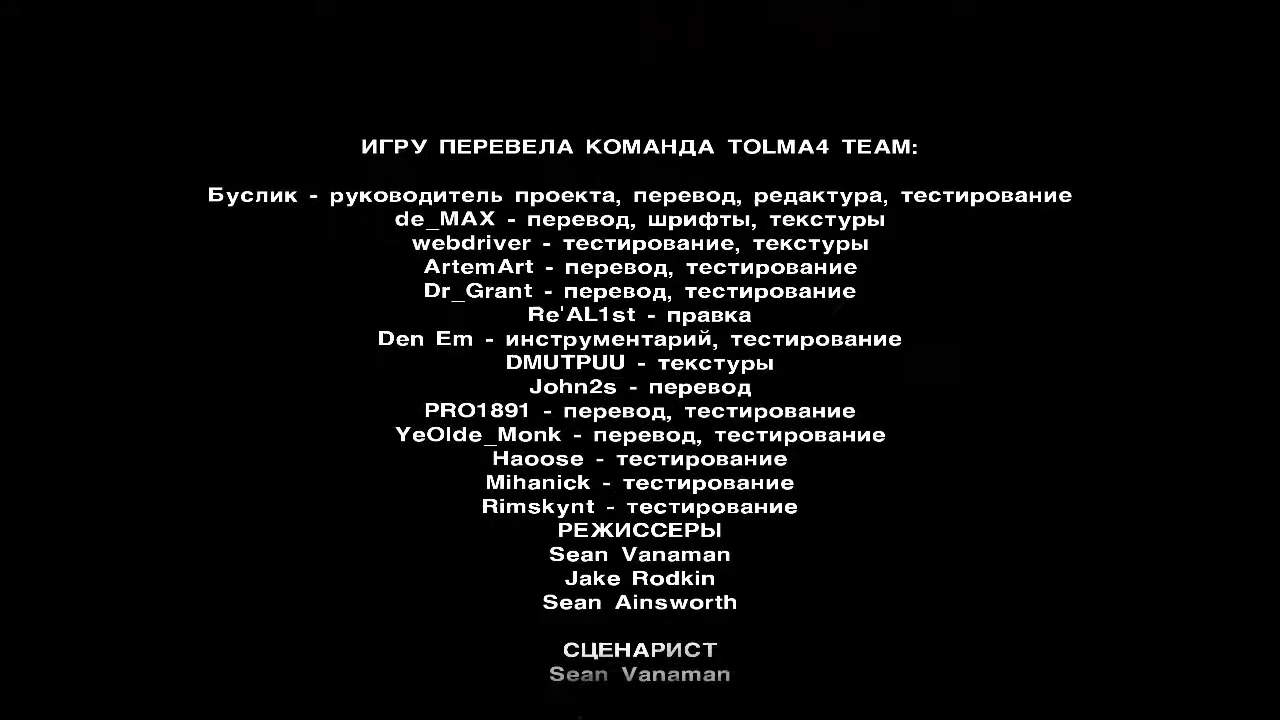 ИГРУ ПЕРЕВЕЛА КОМАНДА TOLMA4 TEAM:
Буслик - руководитель проекта, перевод, редактура, тестирование
de_MAX - перевод, шрифты, текстуры
webdriver - тестирование, текстуры
ArtemArt - перевод, тестирование
Dr_Grant - перевод, тестирование
Re'AL1st - правка
Den Em - инструментарий, тестирование
DMUTPUU - текстуры
John2s - перевод
PRO1891 - перевод, тестирование
YeOlde_Monk - перевод, тестирование
Haoose - тестирование
Mihanick - тестирование
Rimskynt - тестирование
РЕЖИССЕРЫ
Sean Vanaman
Jake Rodkin
Sean Ainsworth
СЦЕНАРИСТ
Sean Vanaman